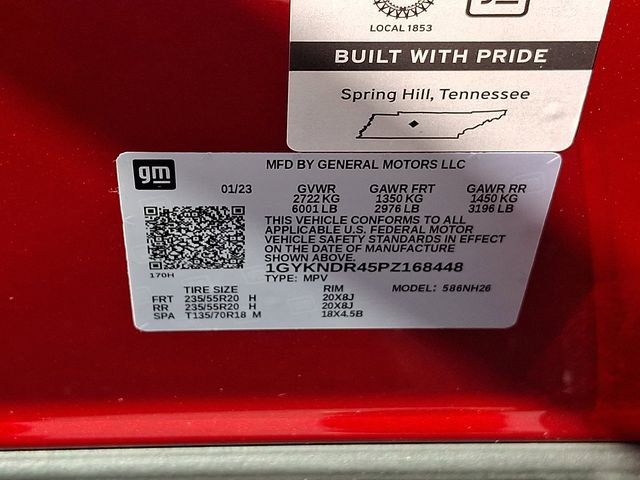 LOCAL 1853
gm
BUILT WITH PRIDE
Spring Hill, Tennessee
gm
MFD BY GENERAL MOTORS LLC
01/23 GVWR GAWR FRT GAWR RR
2722 KG 1350 KG 1450 KG
6001 LB 2976 LB 3196 LB
THIS VEHICLE CONFORMS TO ALL
APPLICABLE U.S. FEDERAL MOTOR
VEHICLE SAFETY STANDARDS IN EFFECT
ON THE DATE OF MANUFACTURE
SHOWN ABOVE.
1GYKNDR45PZ168448
170H
TYPE: MPV
TIRE SIZE RIM MODEL: 586NH26
FRT 235/55R20 H 20X8J
RR 235/55R20 H 20X8J
SPA T135/70R18 M 18X4.5B